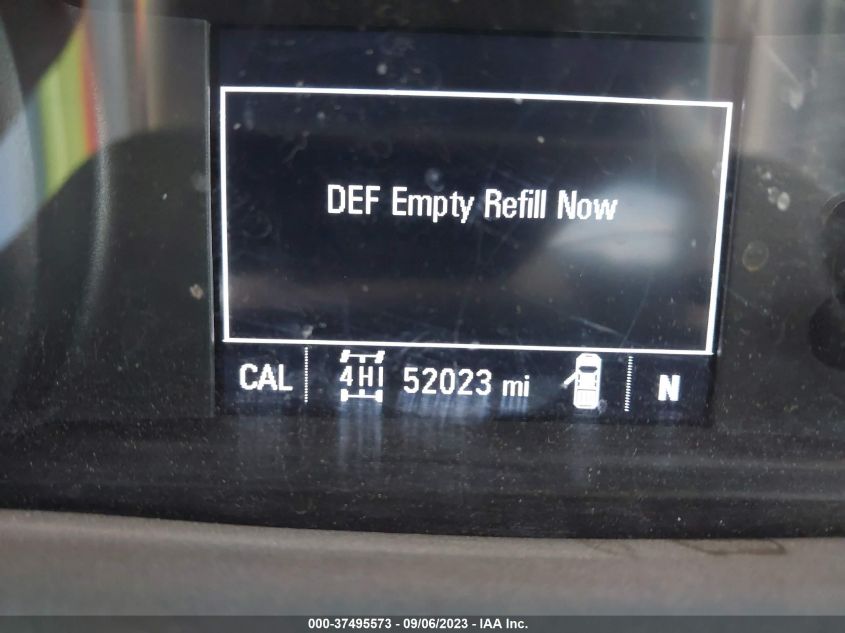 DEF Empty Refill Now
CAL 4HI 52023 mi N
000-37495573 - 09/06/2023 - IAA Inc.